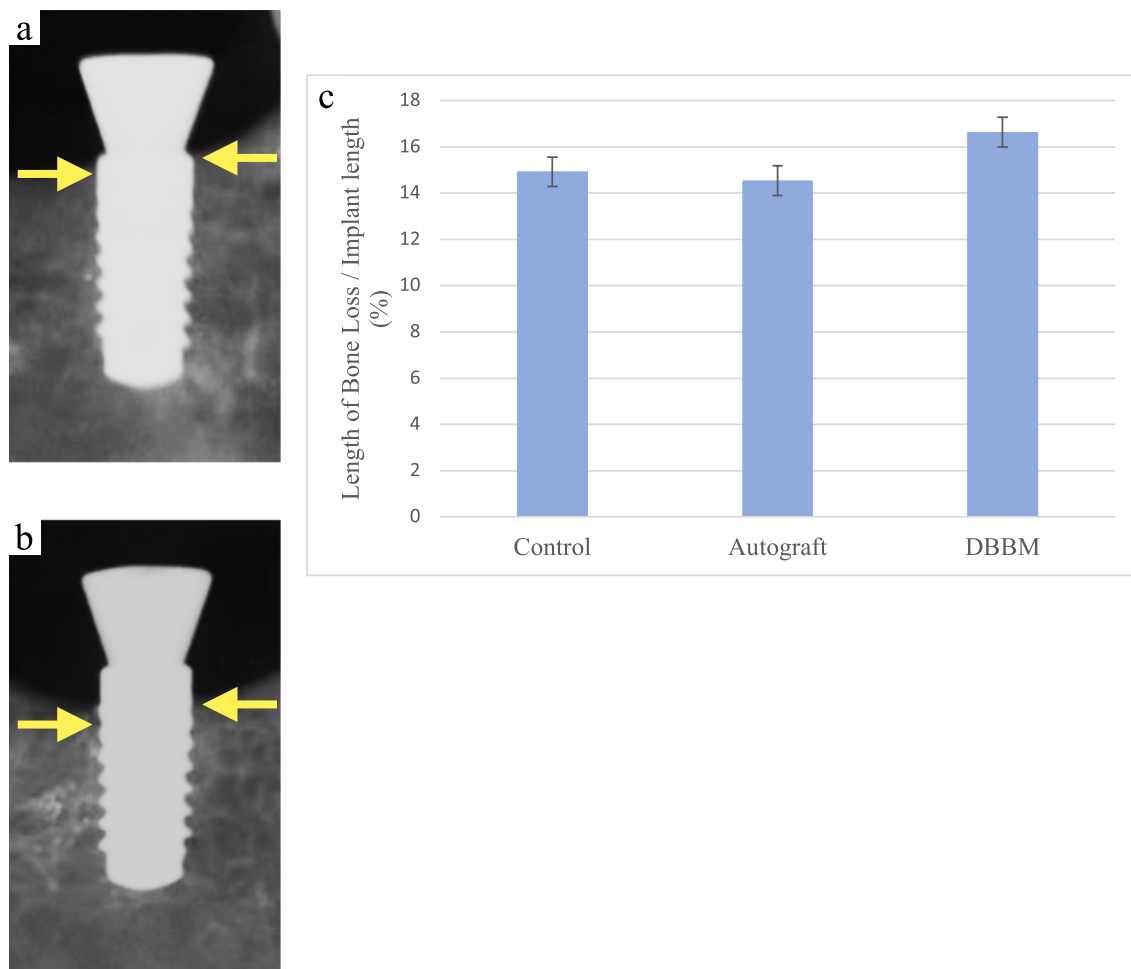 a
b
c
Length of Bone Loss / Implant length
(%)
18
16
14
12
10
8
6
4
2
0
Control Autograft DBBM